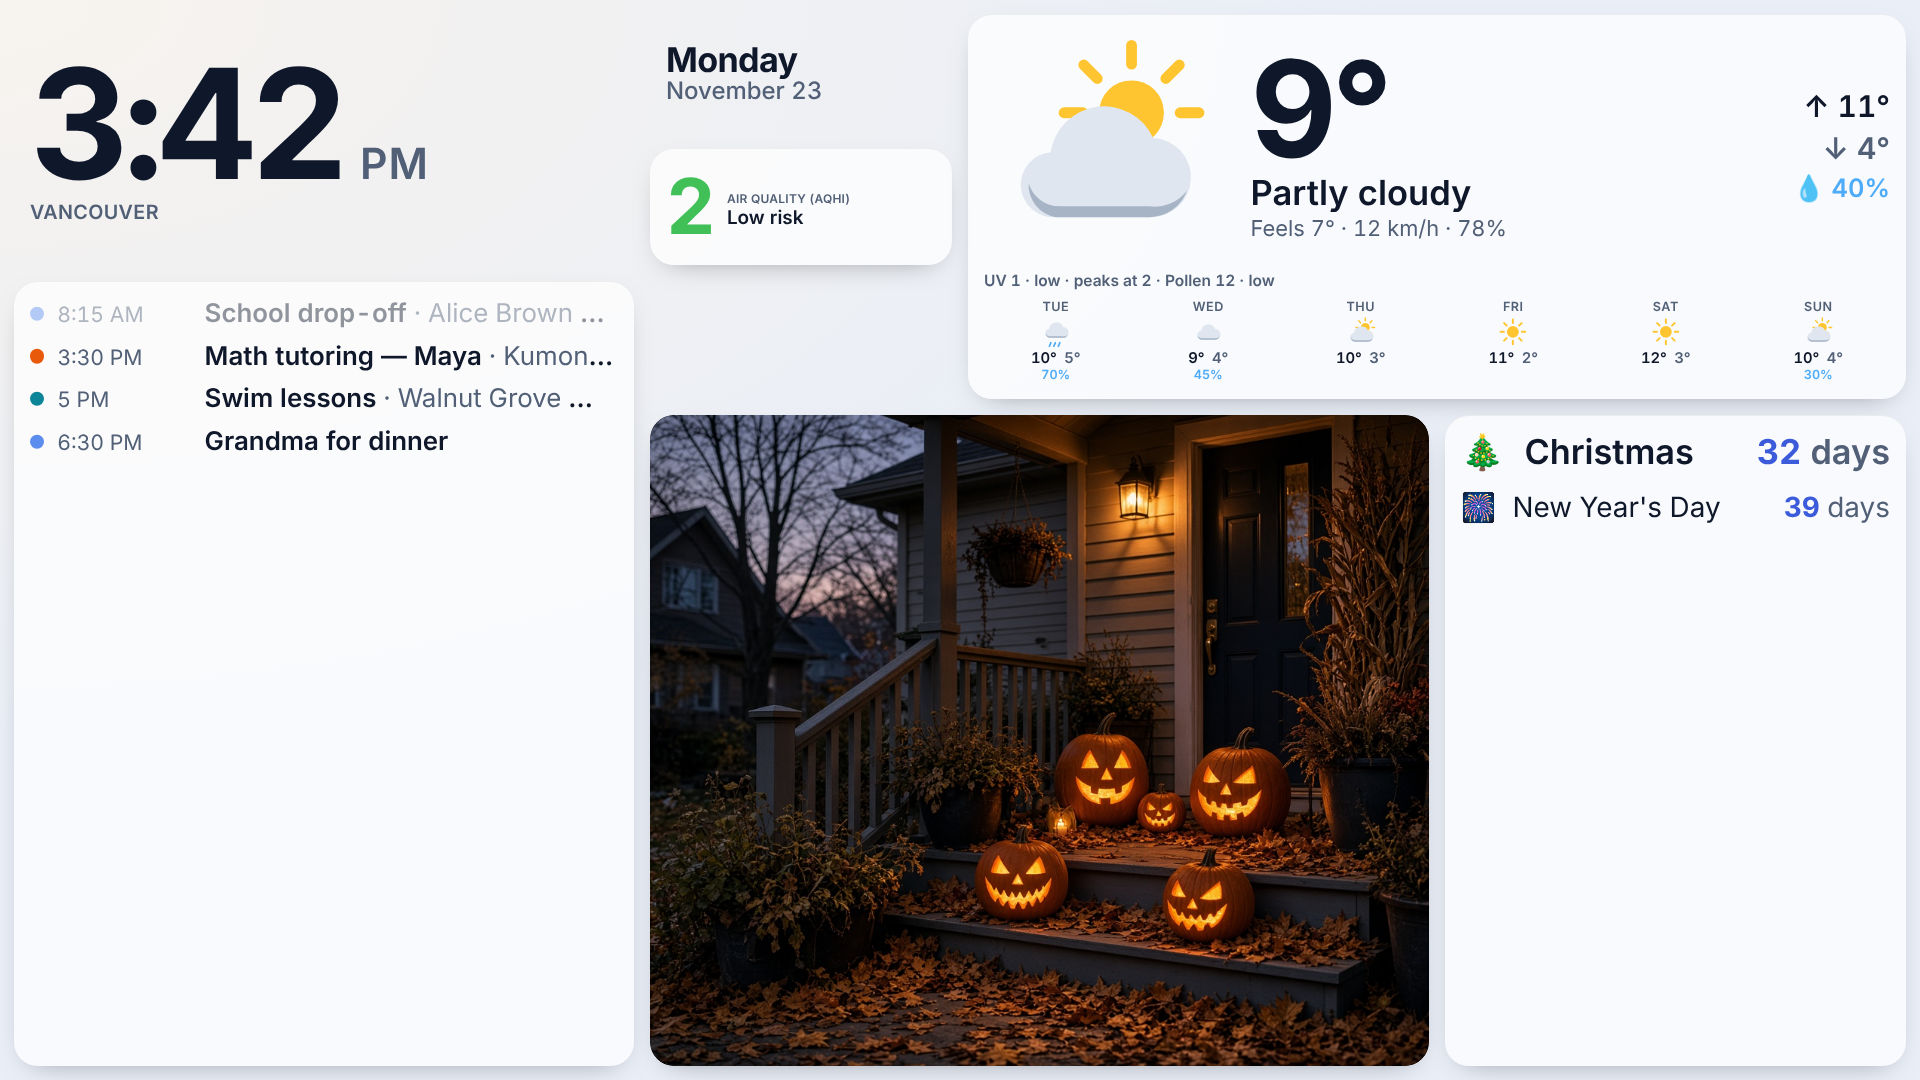 3:42 PM
VANCOUVER
Monday
November 23
2
AIR QUALITY (AQHI)
Low risk
9°
Partly cloudy
Feels 7° · 12 km/h · 78%
↑ 11°
↓ 4°
💧 40%
UV 1 · low · peaks at 2 · Pollen 12 · low
TUE
10° 5°
70%
WED
9° 4°
45%
THU
10° 3°
FRI
11° 2°
SAT
12° 3°
SUN
10° 4°
30%
8:15 AM School drop-off · Alice Brown ...
3:30 PM Math tutoring — Maya · Kumon...
5 PM Swim lessons · Walnut Grove ...
6:30 PM Grandma for dinner
🎄 Christmas 32 days
🎆 New Year's Day 39 days